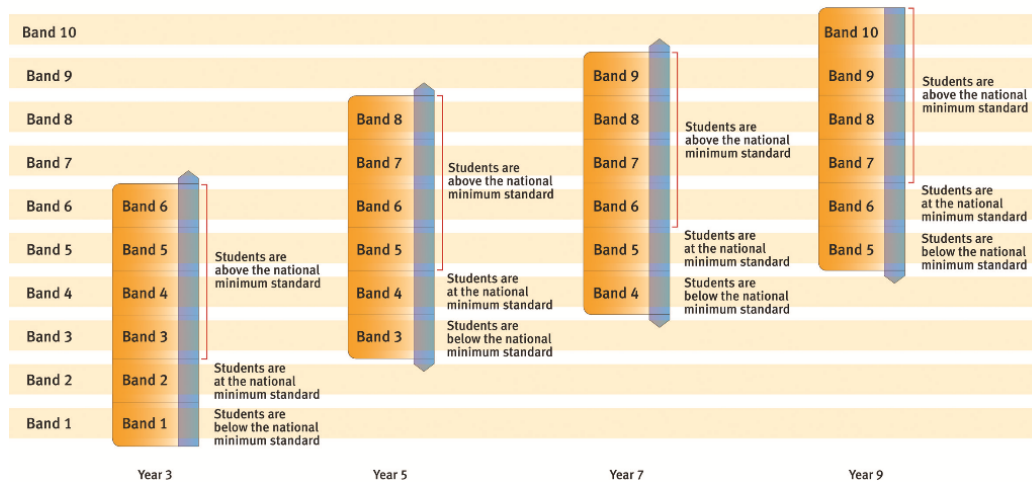 Band 10
Band 9
Band 8
Band 7
Band 6
Band 5
Band 4
Band 3
Band 2
Band 1
Band 6
Band 5
Band 4
Band 3
Band 2
Band 1
Students are
above the national
minimum standard
Students are
at the national
minimum standard
Students are
below the national
minimum standard
Year 3
Band 8
Band 7
Band 6
Band 5
Band 4
Band 3
Students are
above the national
minimum standard
Students are
at the national
minimum standard
Students are
below the national
minimum standard
Year 5
Band 9
Band 8
Band 7
Band 6
Band 5
Band 4
Students are
above the national
minimum standard
Students are
at the national
minimum standard
Students are
below the national
minimum standard
Year 7
Band 10
Band 9
Band 8
Band 7
Band 6
Band 5
Students are
above the national
minimum standard
Students are
at the national
minimum standard
Students are
below the national
minimum standard
Year 9